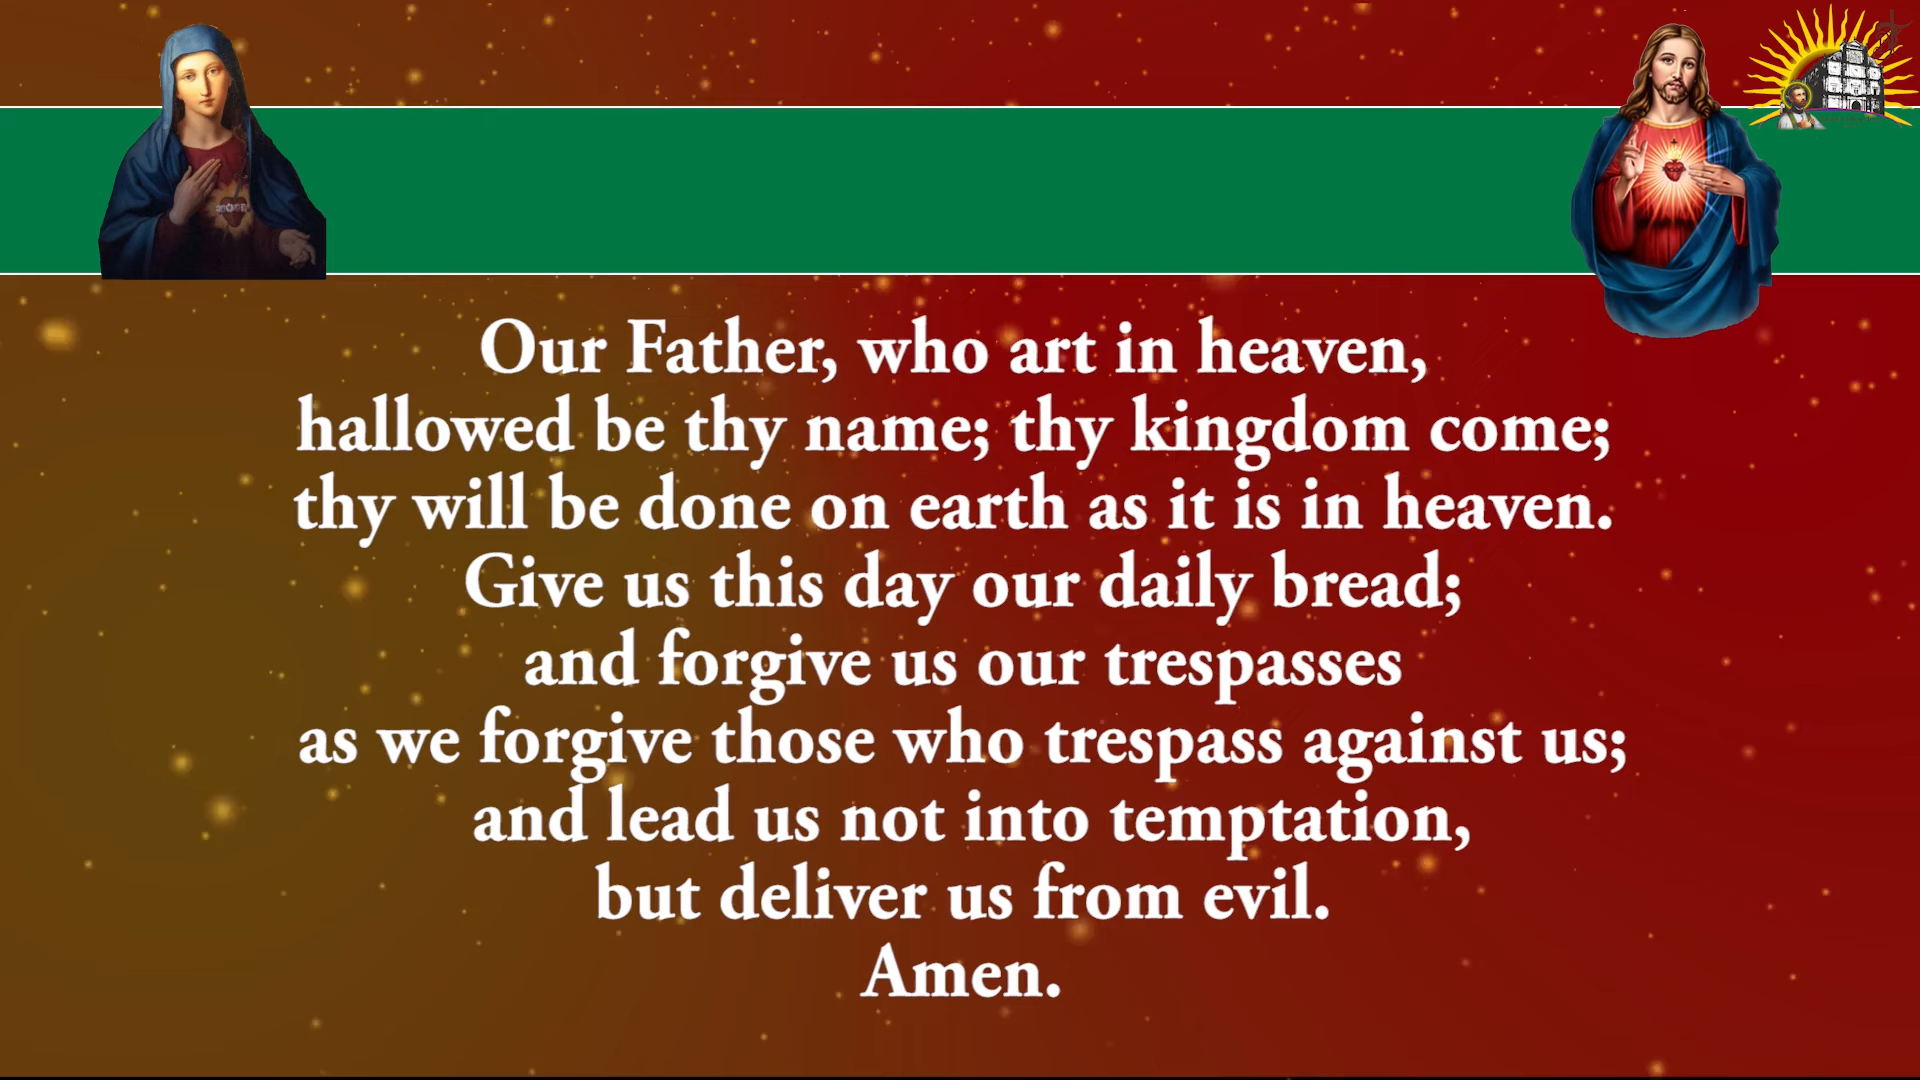 Our Father, who art in heaven,
hallowed be thy name; thy kingdom come;
thy will be done on earth as it is in heaven.
Give us this day our daily bread;
and forgive us our trespasses
as we forgive those who trespass against us;
and lead us not into temptation,
but deliver us from evil.
Amen.